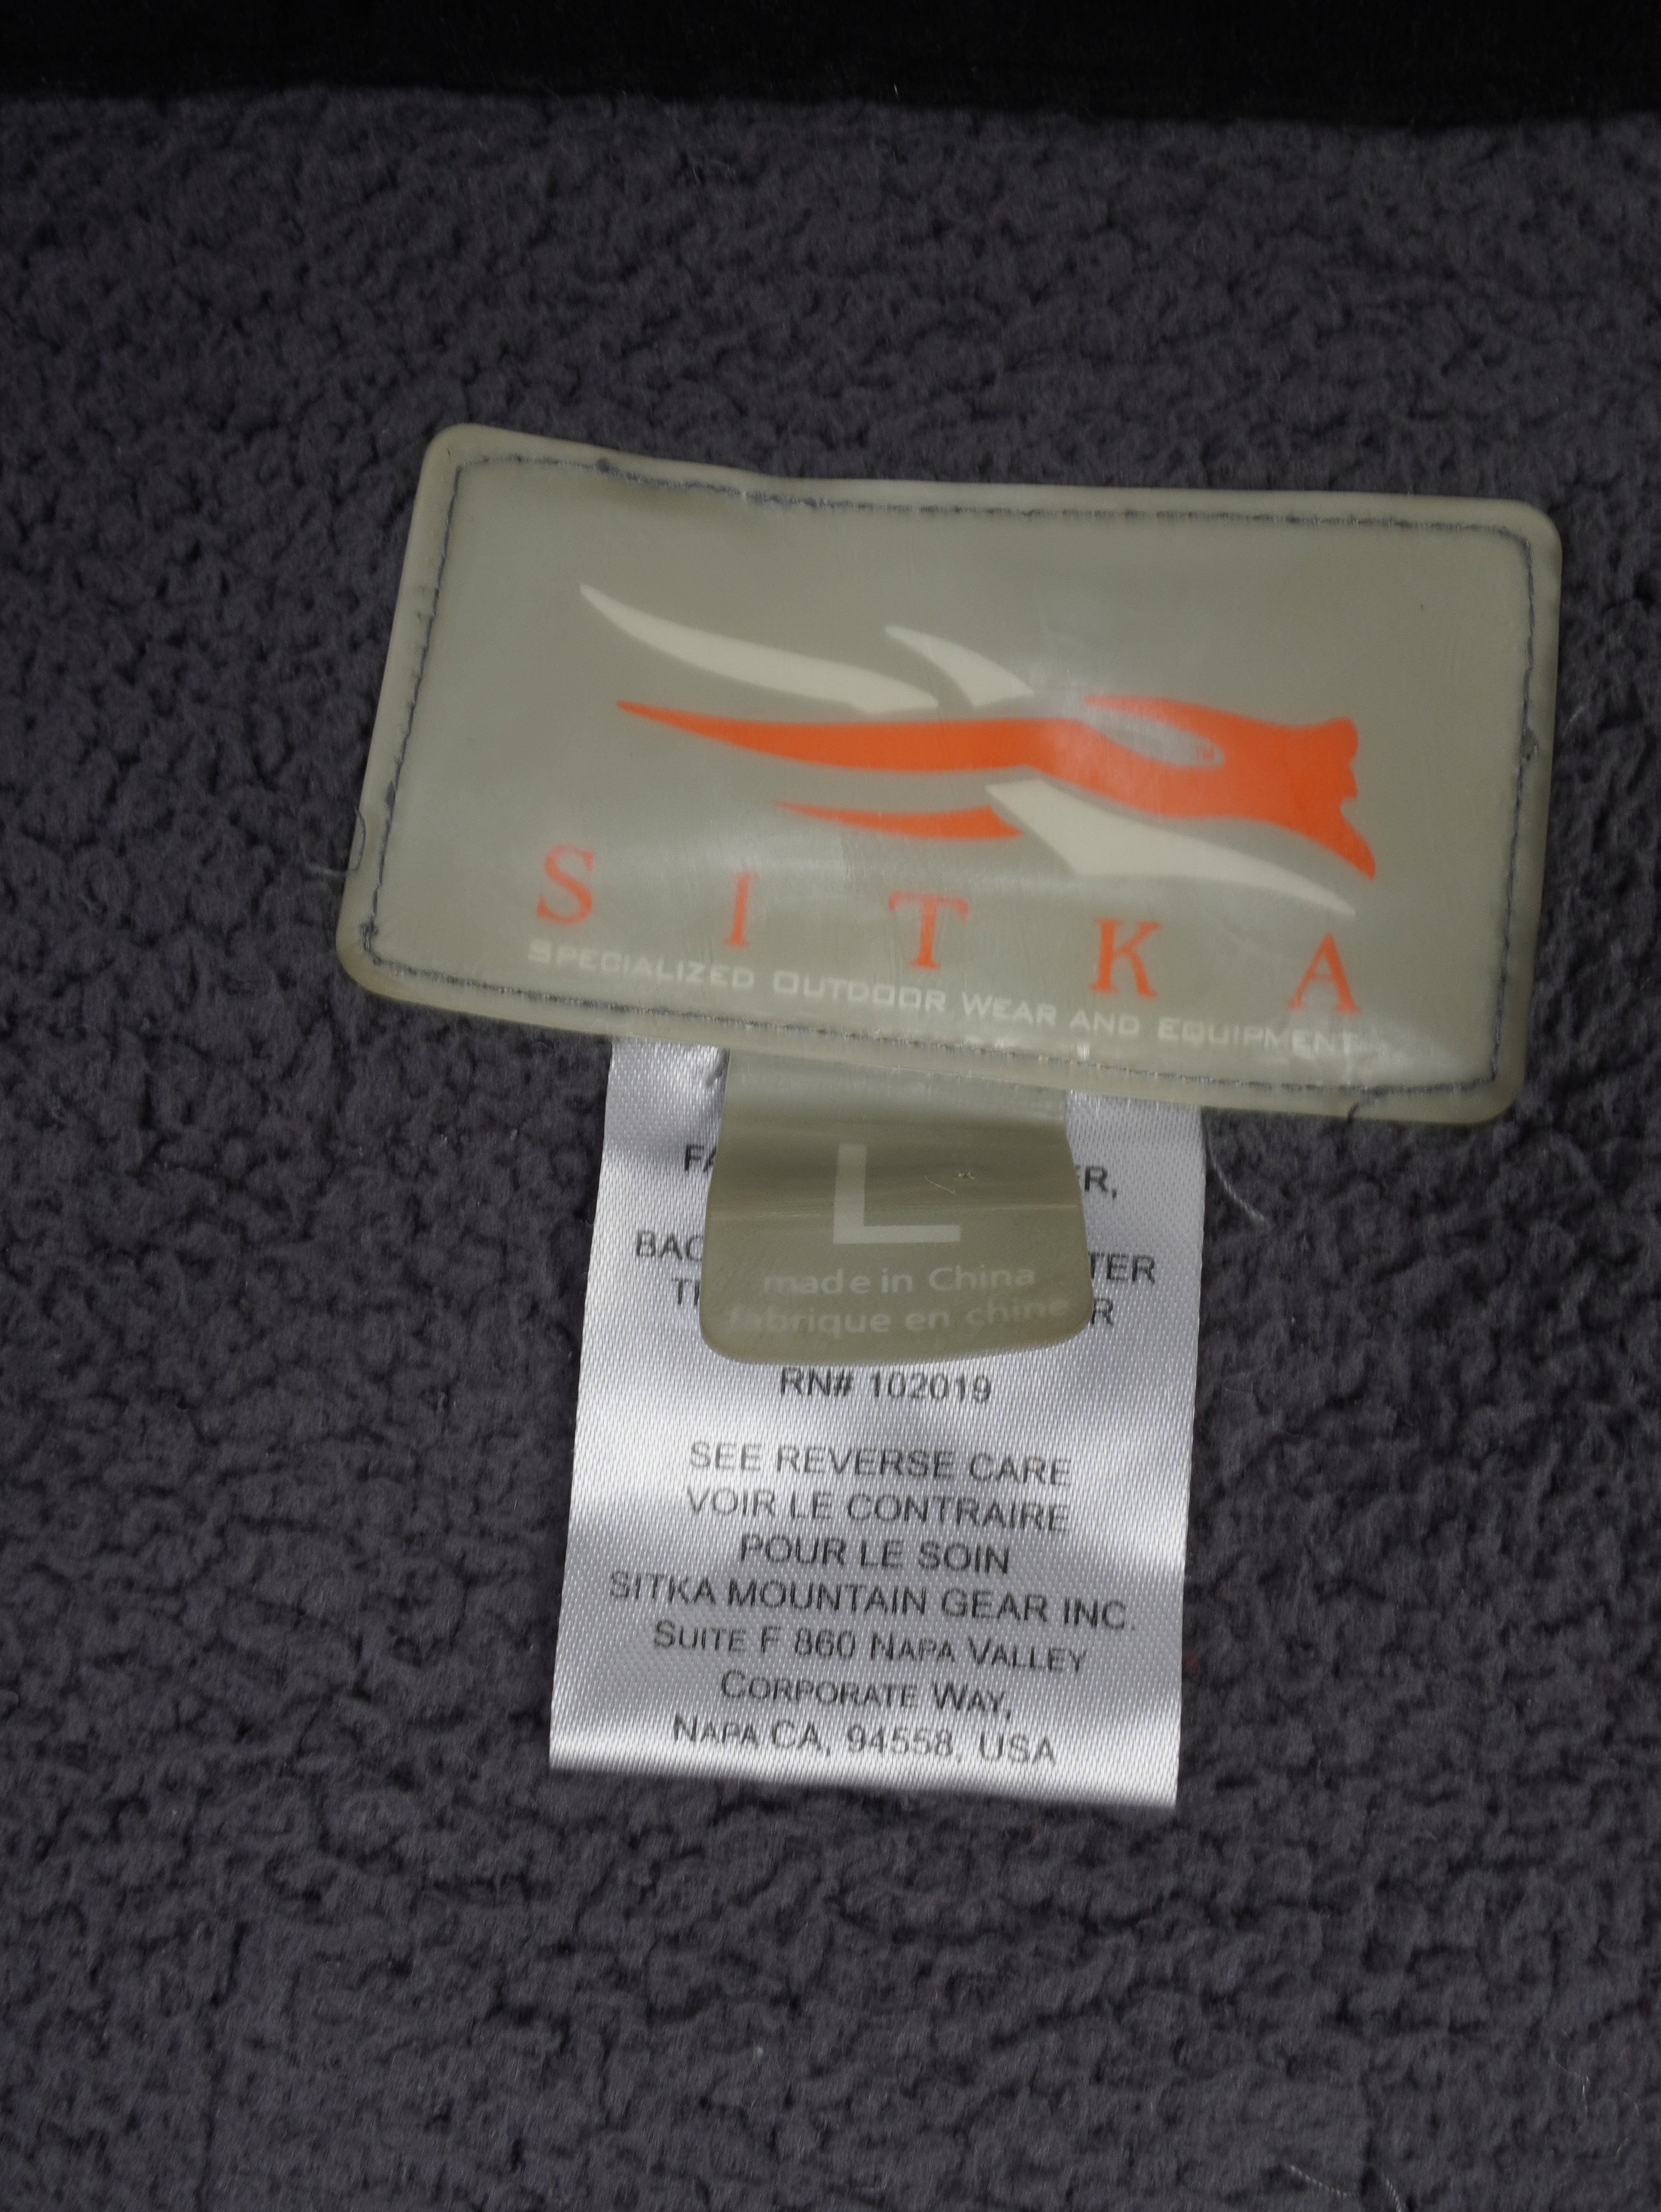 SITKA
SPECIALIZED OUTDOOR WEAR AND EQUIPMENT
L
made in China
fabrique en chine
RN# 102019
SEE REVERSE CARE
VOIR LE CONTRAIRE
POUR LE SOIN
SITKA MOUNTAIN GEAR INC.
SUITE F 860 NAPA VALLEY
CORPORATE WAY,
NAPA CA, 94558, USA